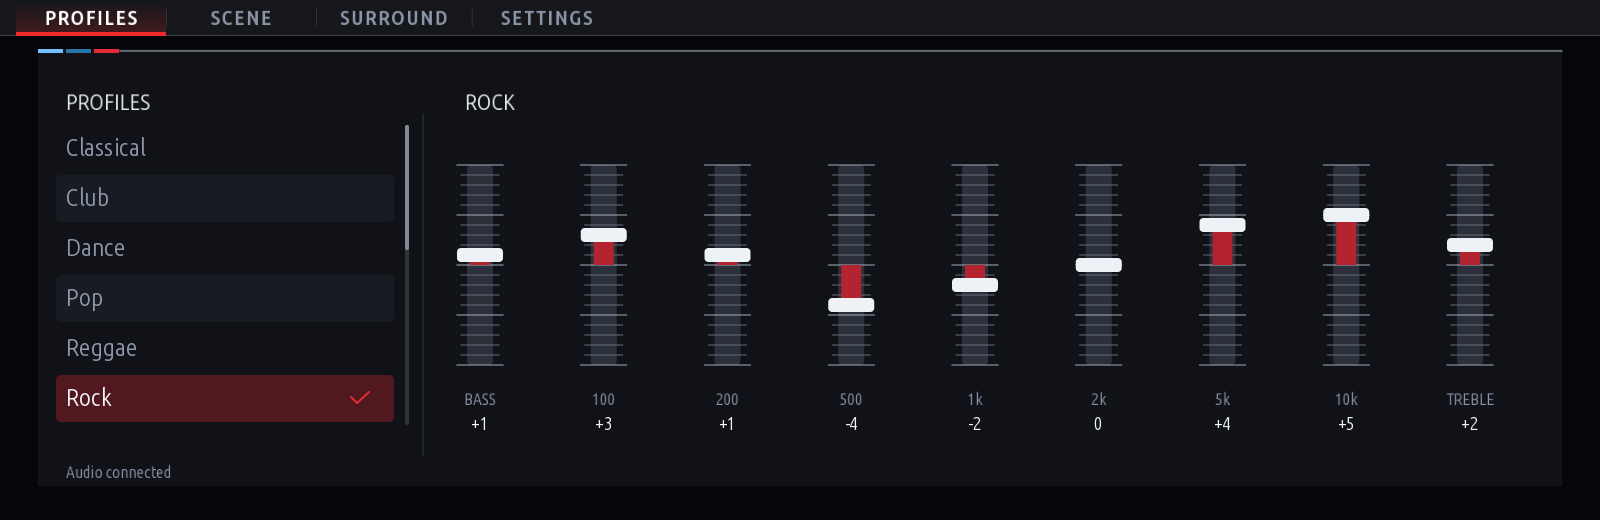 PROFILES SCENE SURROUND SETTINGS
PROFILES
Classical
Club
Dance
Pop
Reggae
Rock
Audio connected
ROCK
BASS 100 200 500 1k 2k 5k 10k TREBLE
+1 +3 +1 -4 -2 0 +4 +5 +2